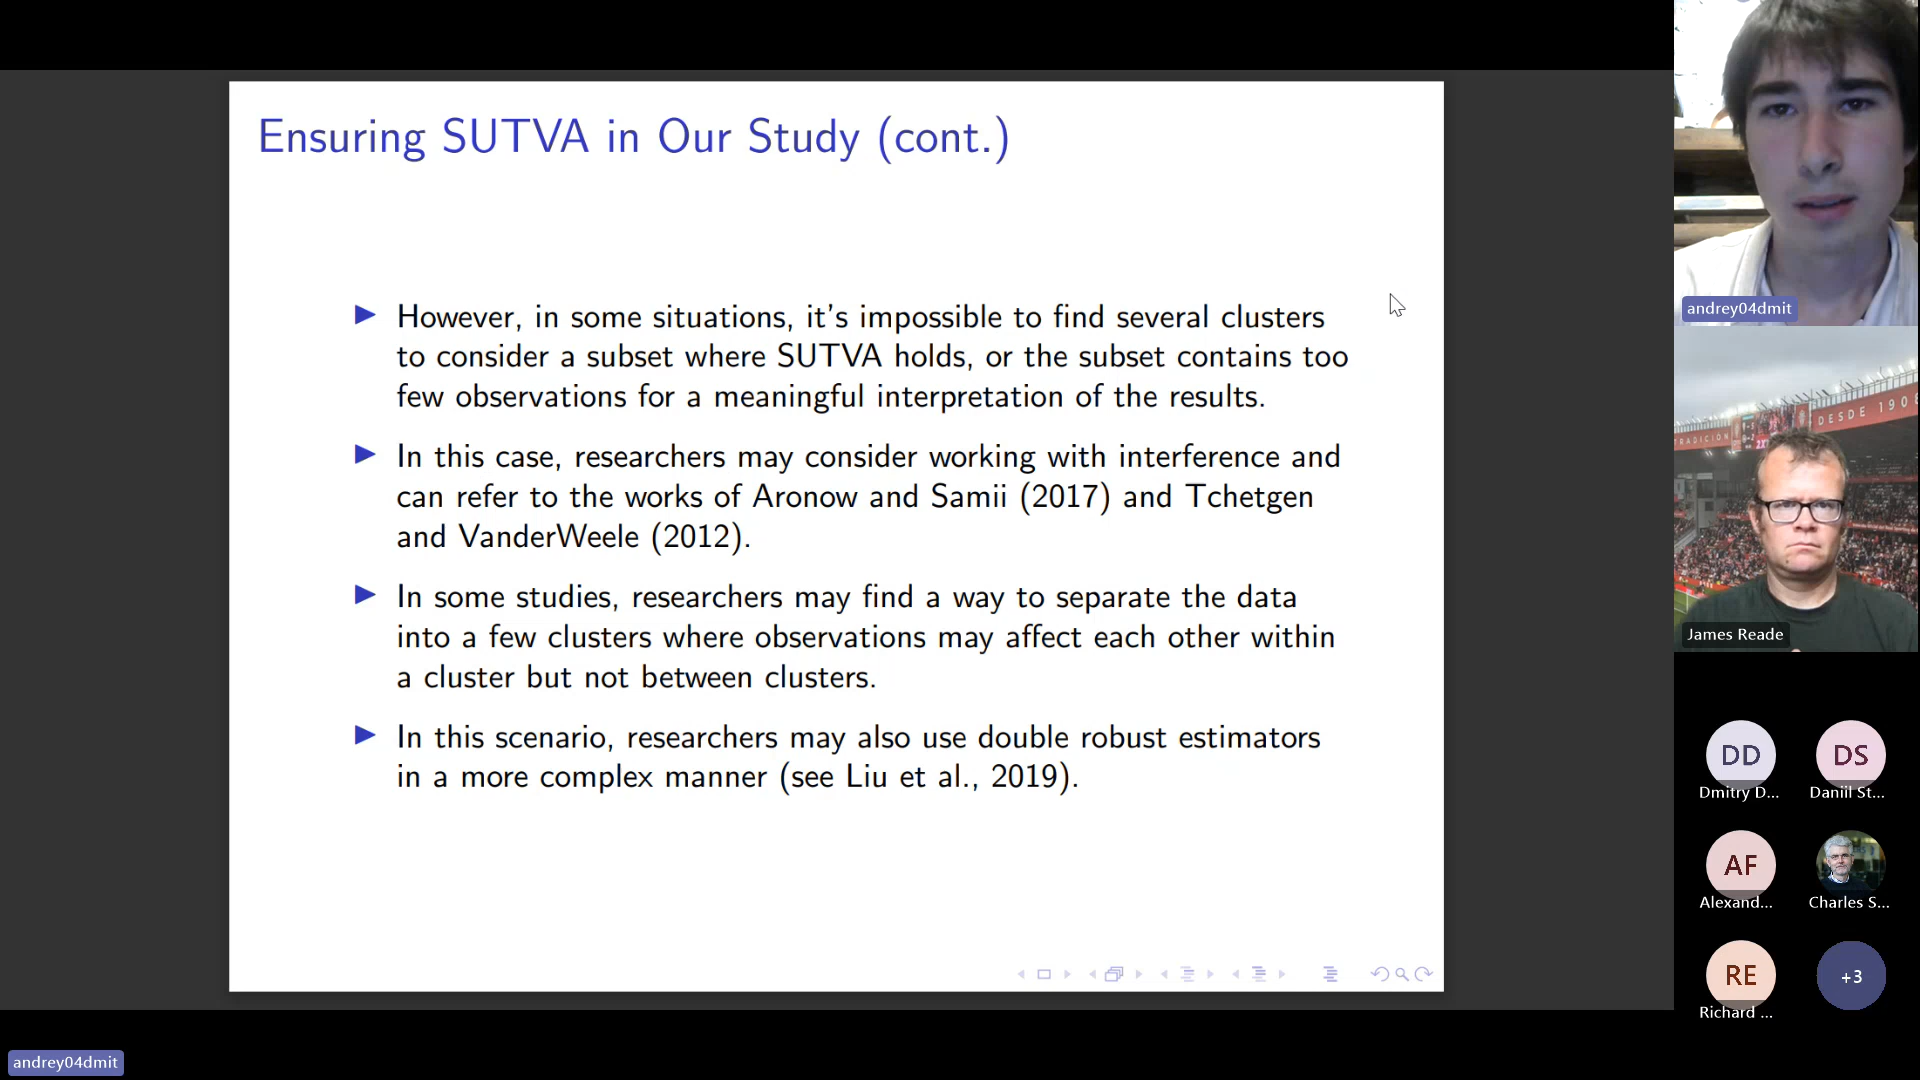 Ensuring SUTVA in Our Study (cont.)
However, in some situations, it's impossible to find several clusters
to consider a subset where SUTVA holds, or the subset contains too
few observations for a meaningful interpretation of the results.
In this case, researchers may consider working with interference and
can refer to the works of Aronow and Samii (2017) and Tchetgen
and VanderWeele (2012).
In some studies, researchers may find a way to separate the data
into a few clusters where observations may affect each other within
a cluster but not between clusters.
In this scenario, researchers may also use double robust estimators
in a more complex manner (see Liu et al., 2019).
andrey04dmit
TRADICIÓN
DESDE 1908
James Reade
DD
Dmitry D...
DS
Daniil St...
AF
Alexand...
Charles S...
RE
Richard ...
+3
andrey04dmit